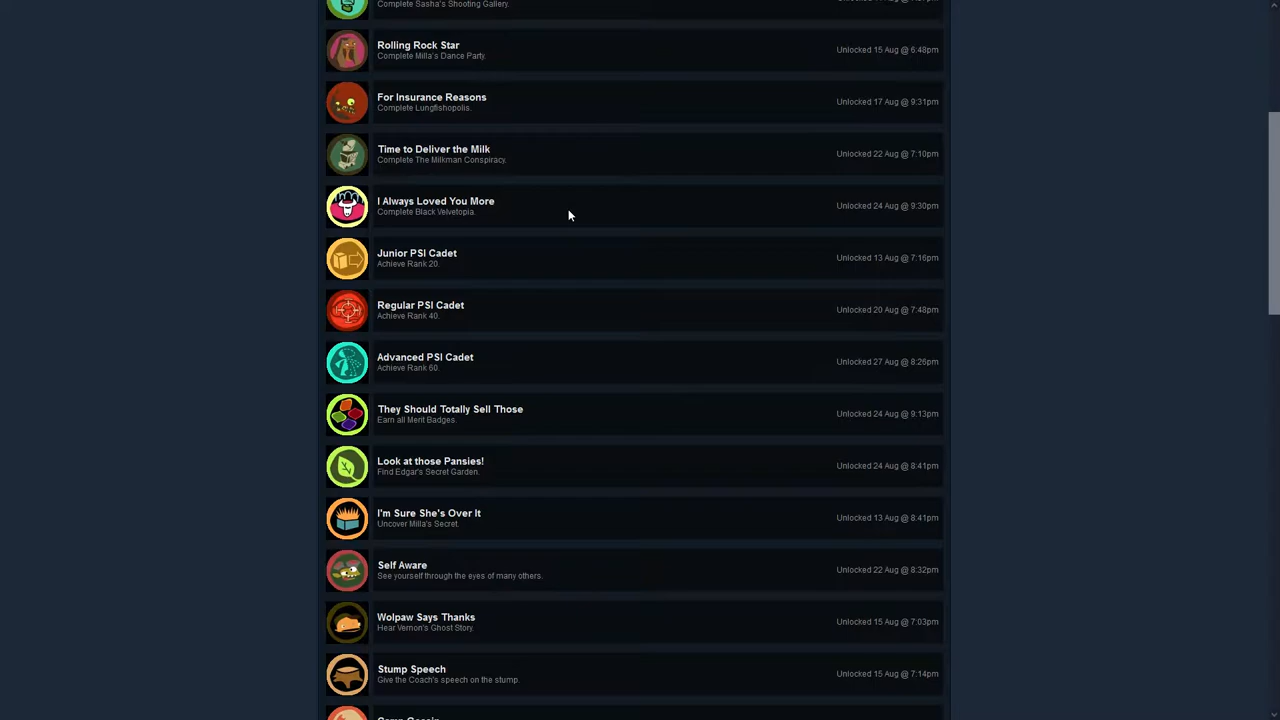 Complete Sasha's Shooting Gallery.
Rolling Rock Star
Complete Milla's Dance Party.
Unlocked 15 Aug @ 6:48pm
For Insurance Reasons
Complete Lungfishopolis.
Unlocked 17 Aug @ 9:31pm
Time to Deliver the Milk
Complete The Milkman Conspiracy.
Unlocked 22 Aug @ 7:10pm
I Always Loved You More
Complete Black Velvetopia.
Unlocked 24 Aug @ 9:30pm
Junior PSI Cadet
Achieve Rank 20.
Unlocked 13 Aug @ 7:16pm
Regular PSI Cadet
Achieve Rank 40.
Unlocked 20 Aug @ 7:48pm
Advanced PSI Cadet
Achieve Rank 60.
Unlocked 27 Aug @ 8:26pm
They Should Totally Sell Those
Earn all Merit Badges.
Unlocked 24 Aug @ 9:13pm
Look at those Pansies!
Find Edgar's Secret Garden.
Unlocked 24 Aug @ 8:41pm
I'm Sure She's Over It
Uncover Milla's Secret.
Unlocked 13 Aug @ 8:41pm
Self Aware
See yourself through the eyes of many others.
Unlocked 22 Aug @ 8:32pm
Wolpaw Says Thanks
Hear Vernon's Ghost Story.
Unlocked 15 Aug @ 7:03pm
Stump Speech
Give the Coach's speech on the stump.
Unlocked 15 Aug @ 7:14pm